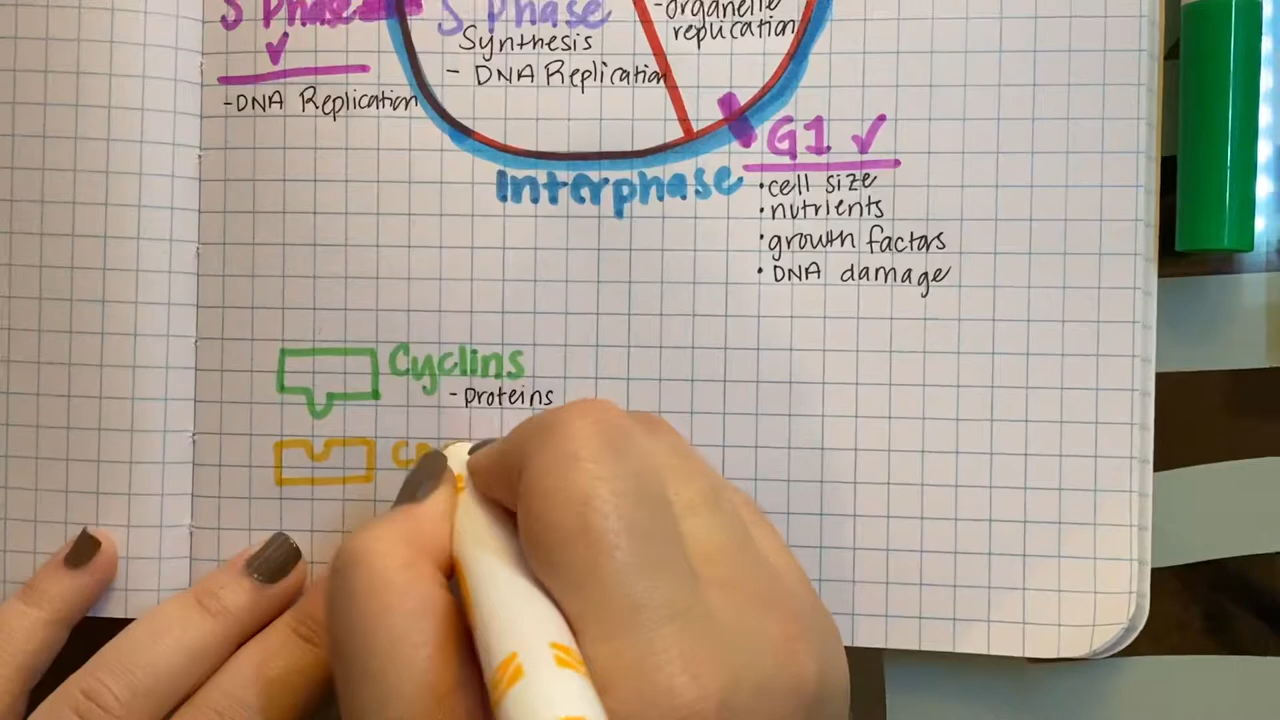 S Phase
✓
-DNA Replication
S Phase
Synthesis
- DNA Replication
-organelle
replication
Interphase
G1 ✓
•cell size
•nutrients
•growth factors
•DNA damage
Cyclins
-proteins